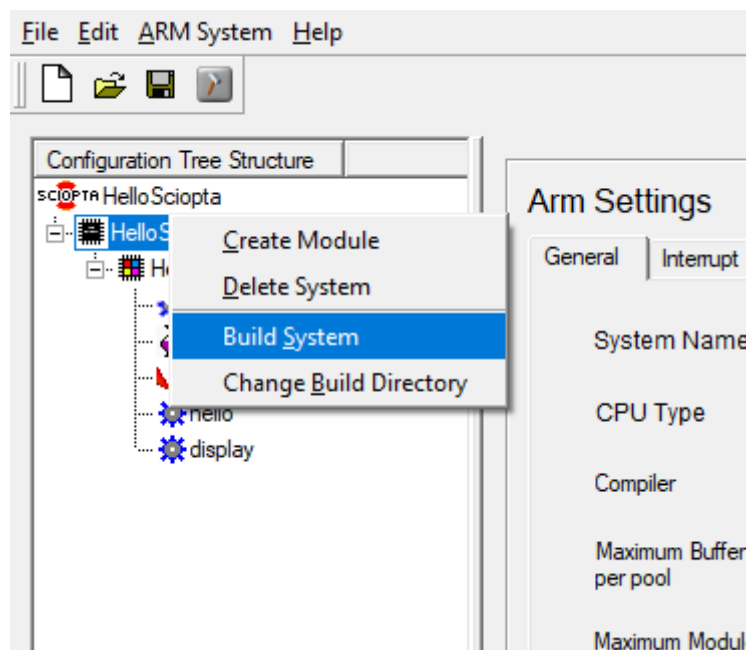 File Edit ARM System Help
Configuration Tree Structure
SCIOPTA HelloSciopta
HelloS
Create Module
Delete System
Build System
Change Build Directory
hello
display
Arm Settings
General Interrupt
System Name
CPU Type
Compiler
Maximum Buffer
per pool
Maximum Modul